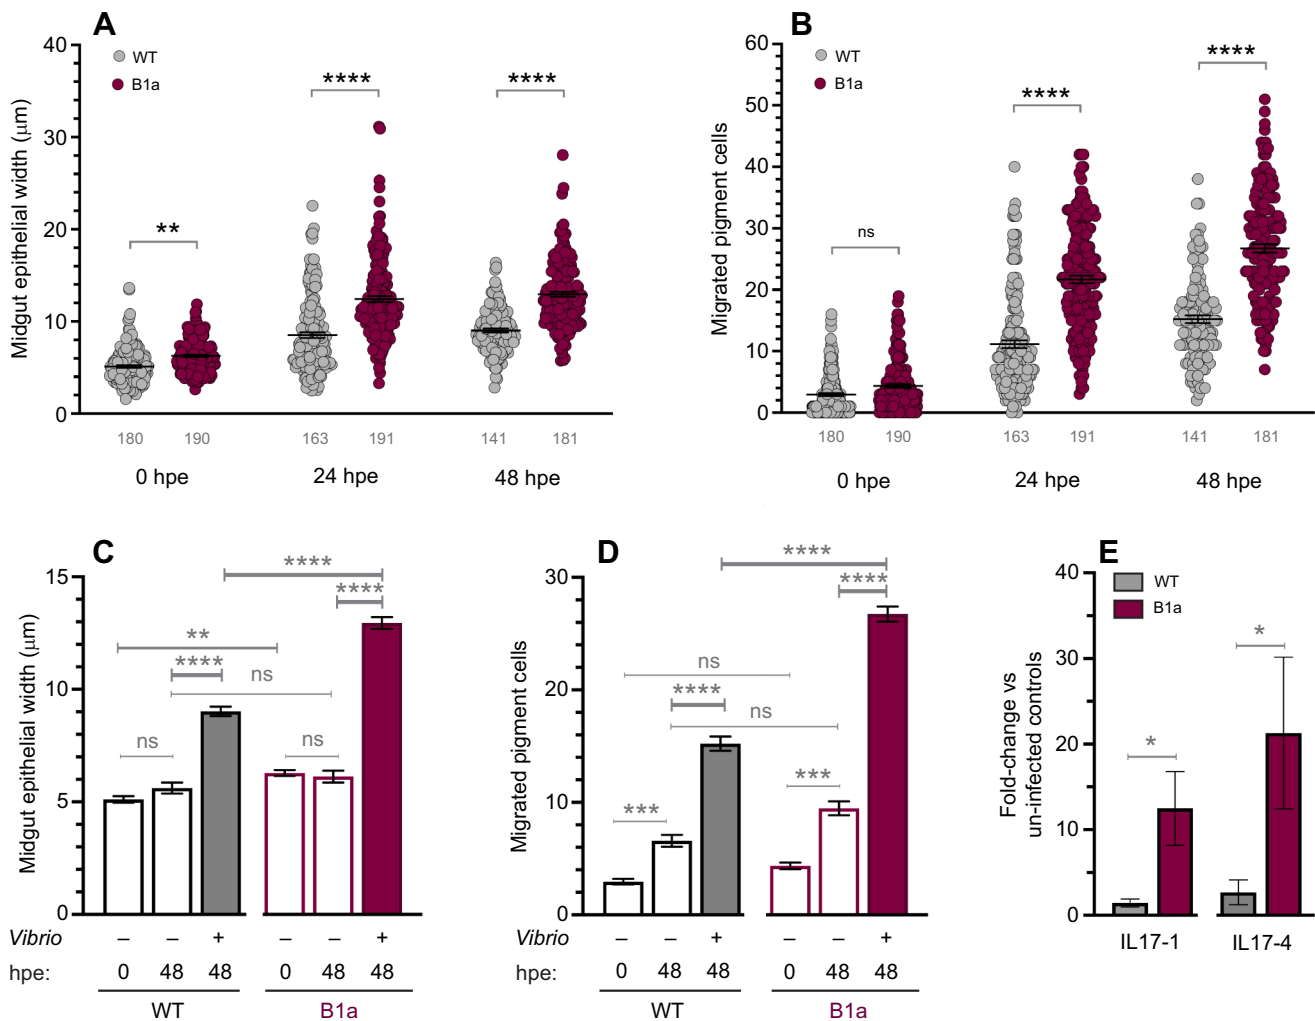 A
Midgut epithelial width (μm)
WT
B1a
40
30
20
10
0
**
****
****
180
190
163
191
141
181
0 hpe
24 hpe
48 hpe
B
Migrated pigment cells
WT
B1a
60
50
40
30
20
10
0
ns
****
****
180
190
163
191
141
181
0 hpe
24 hpe
48 hpe
C
Midgut epithelial width (μm)
15
10
5
0
****
****
**
****
ns
ns
ns
Vibrio – – + – – +
hpe: 0 48 48 0 48 48
WT B1a
D
Migrated pigment cells
30
20
10
0
****
****
ns
****
ns
***
***
Vibrio – – + – – +
hpe: 0 48 48 0 48 48
WT B1a
E
Fold-change vs
un-infected controls
WT
B1a
40
30
20
10
0
*
*
IL17-1 IL17-4